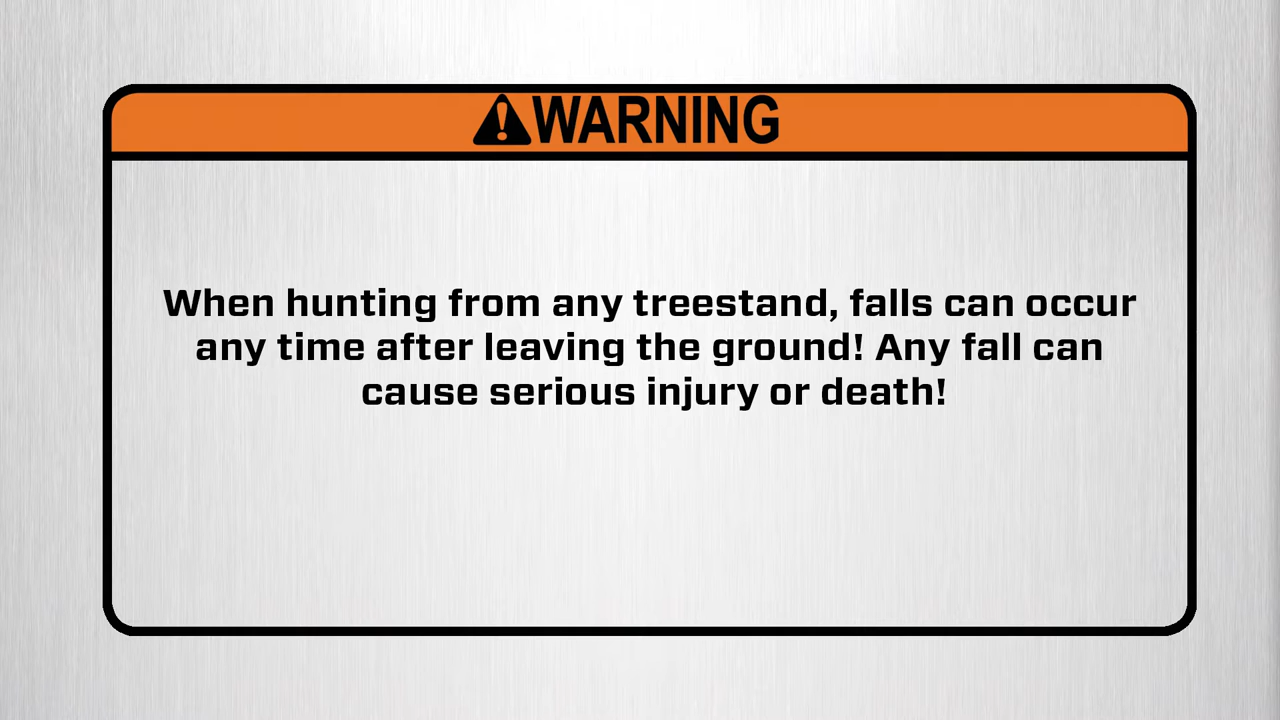 WARNING
When hunting from any treestand, falls can occur
any time after leaving the ground! Any fall can
cause serious injury or death!